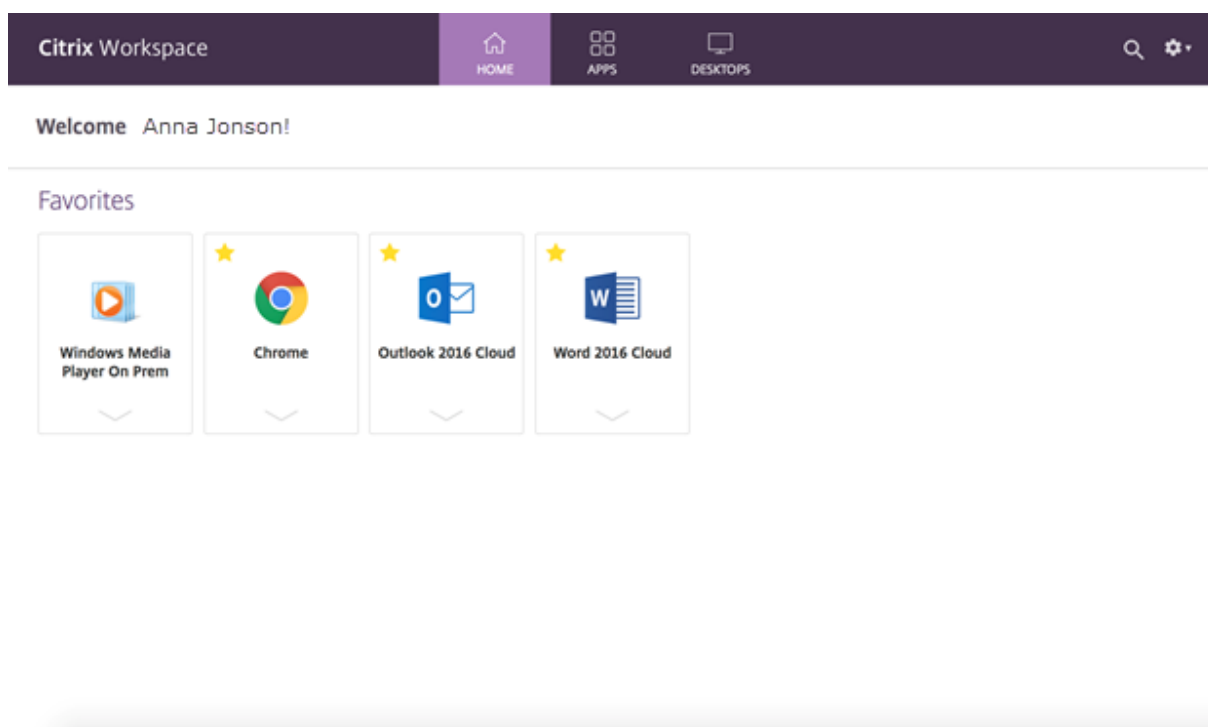 Citrix Workspace
HOME
APPS
DESKTOPS
Welcome Anna Jonson!
Favorites
Windows Media
Player On Prem
Chrome
Outlook 2016 Cloud
Word 2016 Cloud